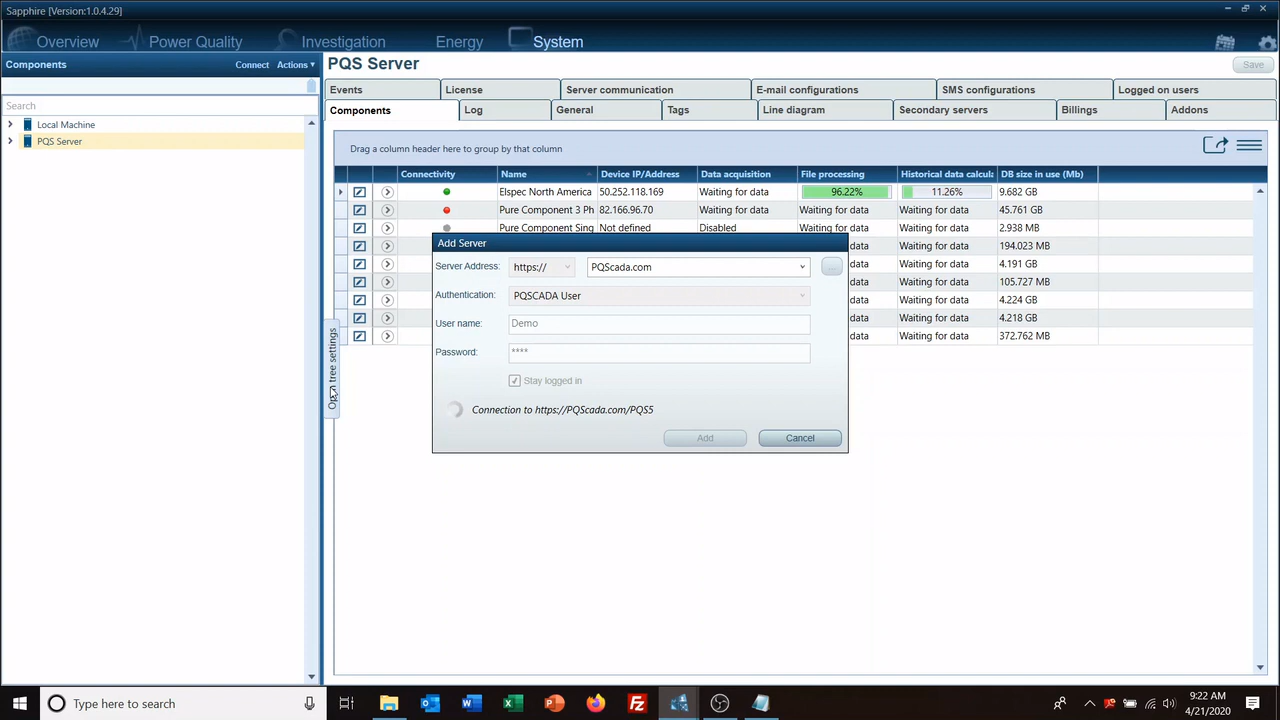 Sapphire [Version:1.0.4.29]
Overview Power Quality Investigation Energy System
Components Connect Actions
PQS Server Save
Events License Server communication E-mail configurations SMS configurations Logged on users
Components Log General Tags Line diagram Secondary servers Billings Addons
Search
Local Machine
PQS Server
Drag a column header here to group by that column
Connectivity Name Device IP/Address Data acquisition File processing Historical data calcula DB size in use (Mb)
Elspec North America 50.252.118.169 Waiting for data 96.22% 11.26% 9.682 GB
Pure Component 3 Ph 82.166.96.70 Waiting for data Waiting for data Waiting for data 45.761 GB
Pure Component Sing Not defined Disabled Waiting for data Waiting for data 2.938 MB
data Waiting for data 194.023 MB
data Waiting for data 4.191 GB
data Waiting for data 105.727 MB
data Waiting for data 4.224 GB
data Waiting for data 4.218 GB
data Waiting for data 372.762 MB
Open tree settings
Add Server
Server Address: https:// PQScada.com ...
Authentication: PQSCADA User
User name: Demo
Password: ****
Stay logged in
Connection to https://PQScada.com/PQS5
Add Cancel
Type here to search
9:22 AM
4/21/2020